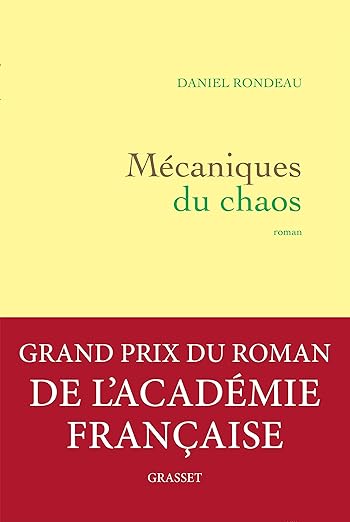 DANIEL RONDEAU
Mécaniques
du chaos
roman
GRAND PRIX DU ROMAN
DE L'ACADÉMIE
FRANÇAISE
GRASSET